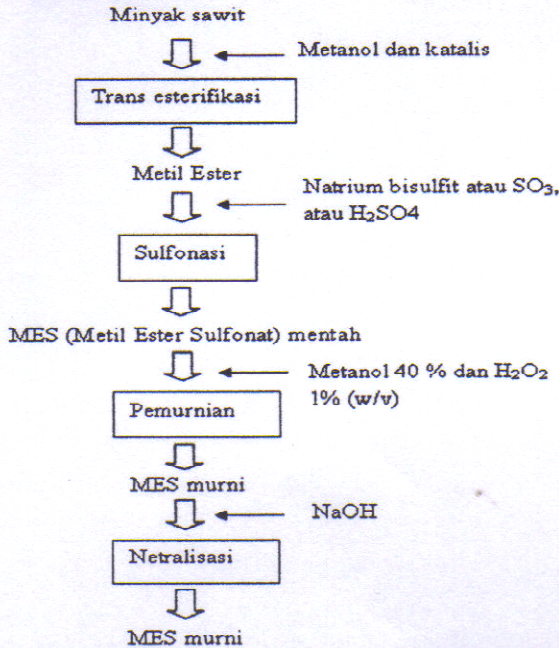 Minyak sawit
Metanol dan katalis
Trans esterifikasi
Metil Ester
Natrium bisulfit atau SO₃,
atau H₂SO4
Sulfonasi
MES (Metil Ester Sulfonat) mentah
Metanol 40 % dan H₂O₂
1% (w/v)
Pemurnian
MES murni
NaOH
Netralisasi
MES murni